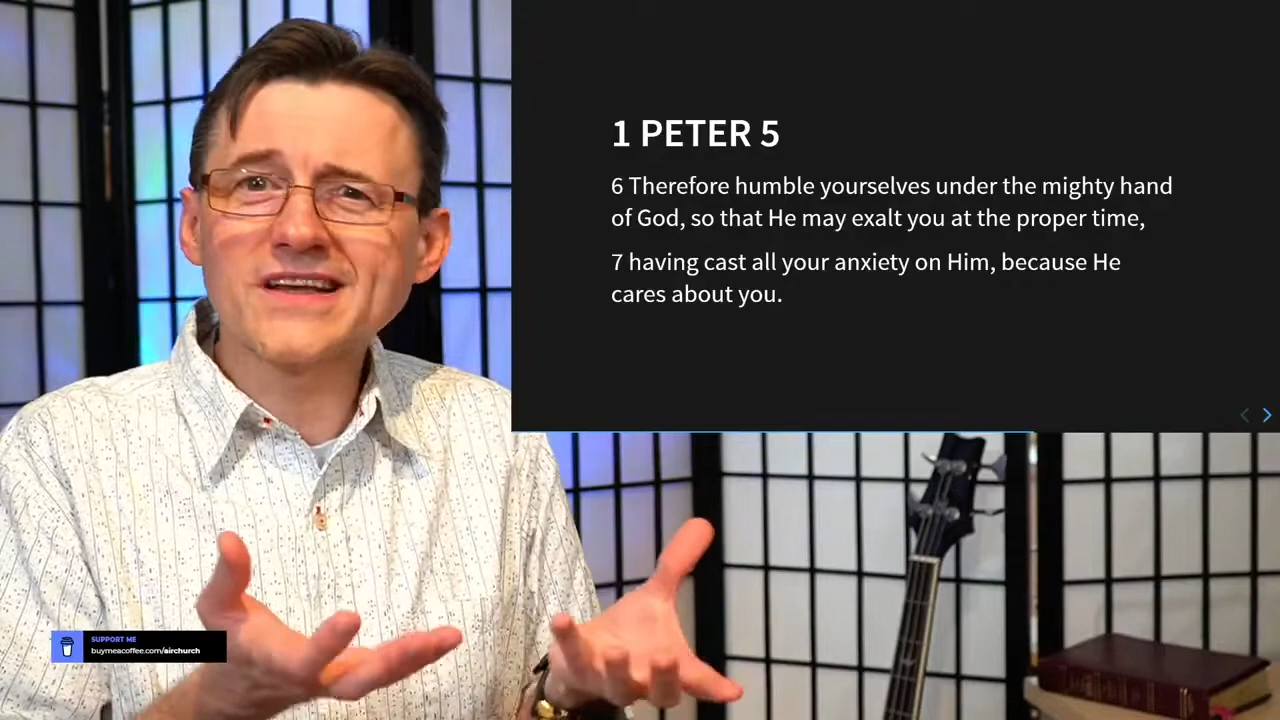 1 PETER 5
6 Therefore humble yourselves under the mighty hand
of God, so that He may exalt you at the proper time,
7 having cast all your anxiety on Him, because He
cares about you.
SUPPORT ME
buymeacoffee.com/airchurch